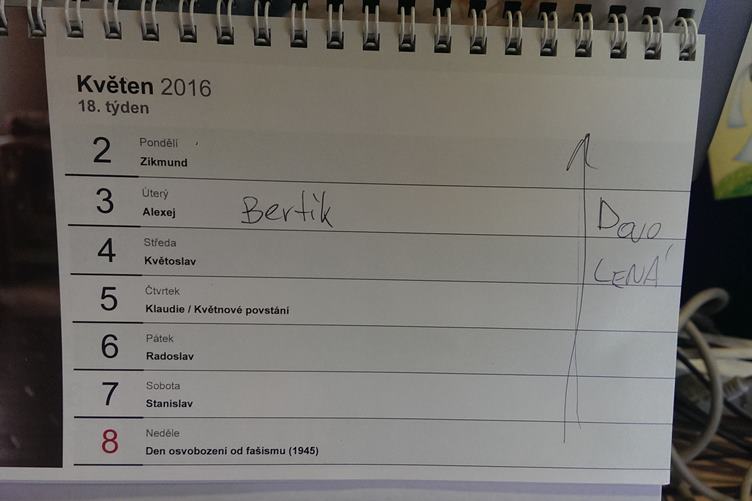 Květen 2016
18. týden
2 Pondělí
Zikmund
3 Úterý
Alexej Bertík
4 Středa
Květoslav
5 Čtvrtek
Klaudie / Květnové povstání
6 Pátek
Radoslav
7 Sobota
Stanislav
8 Neděle
Den osvobození od fašismu (1945)
Dovo
LENÁ